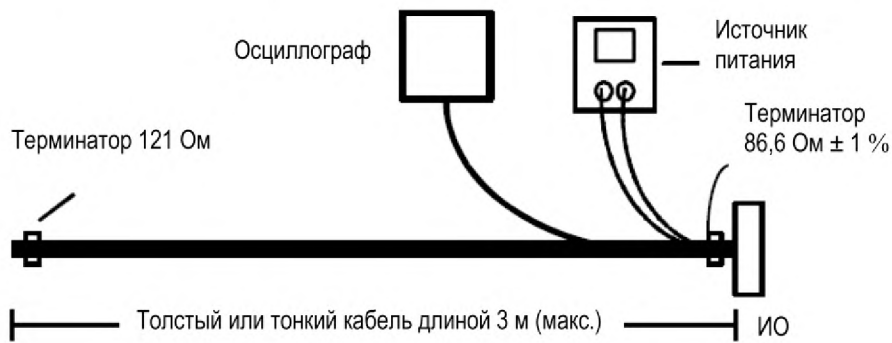 Осциллограф
Источник
питания
Терминатор 121 Ом
Терминатор
86,6 Ом ± 1 %
Толстый или тонкий кабель длиной 3 м (макс.)
ИО